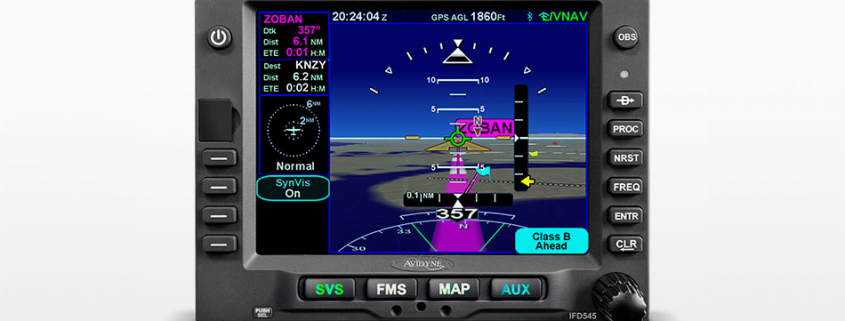 20:24:04 Z GPS AGL 1860Ft VNAV
ZOBAN
Dtk 357°
Dist 6.1 NM
ETE 0:01 H:M
Dest KNZY
Dist 6.2 NM
ETE 0:02 H:M
6NM
2NM
Normal
SynVis
On
10 10
5 5
ZOBAN
N
5 5
0.1NM
357
33 N
30
Class B
Ahead
OBS
D
PROC
NRST
FREQ
ENTR
CLR
AVIDYNE
SVS FMS MAP AUX
PUSH
SEL
IFD545